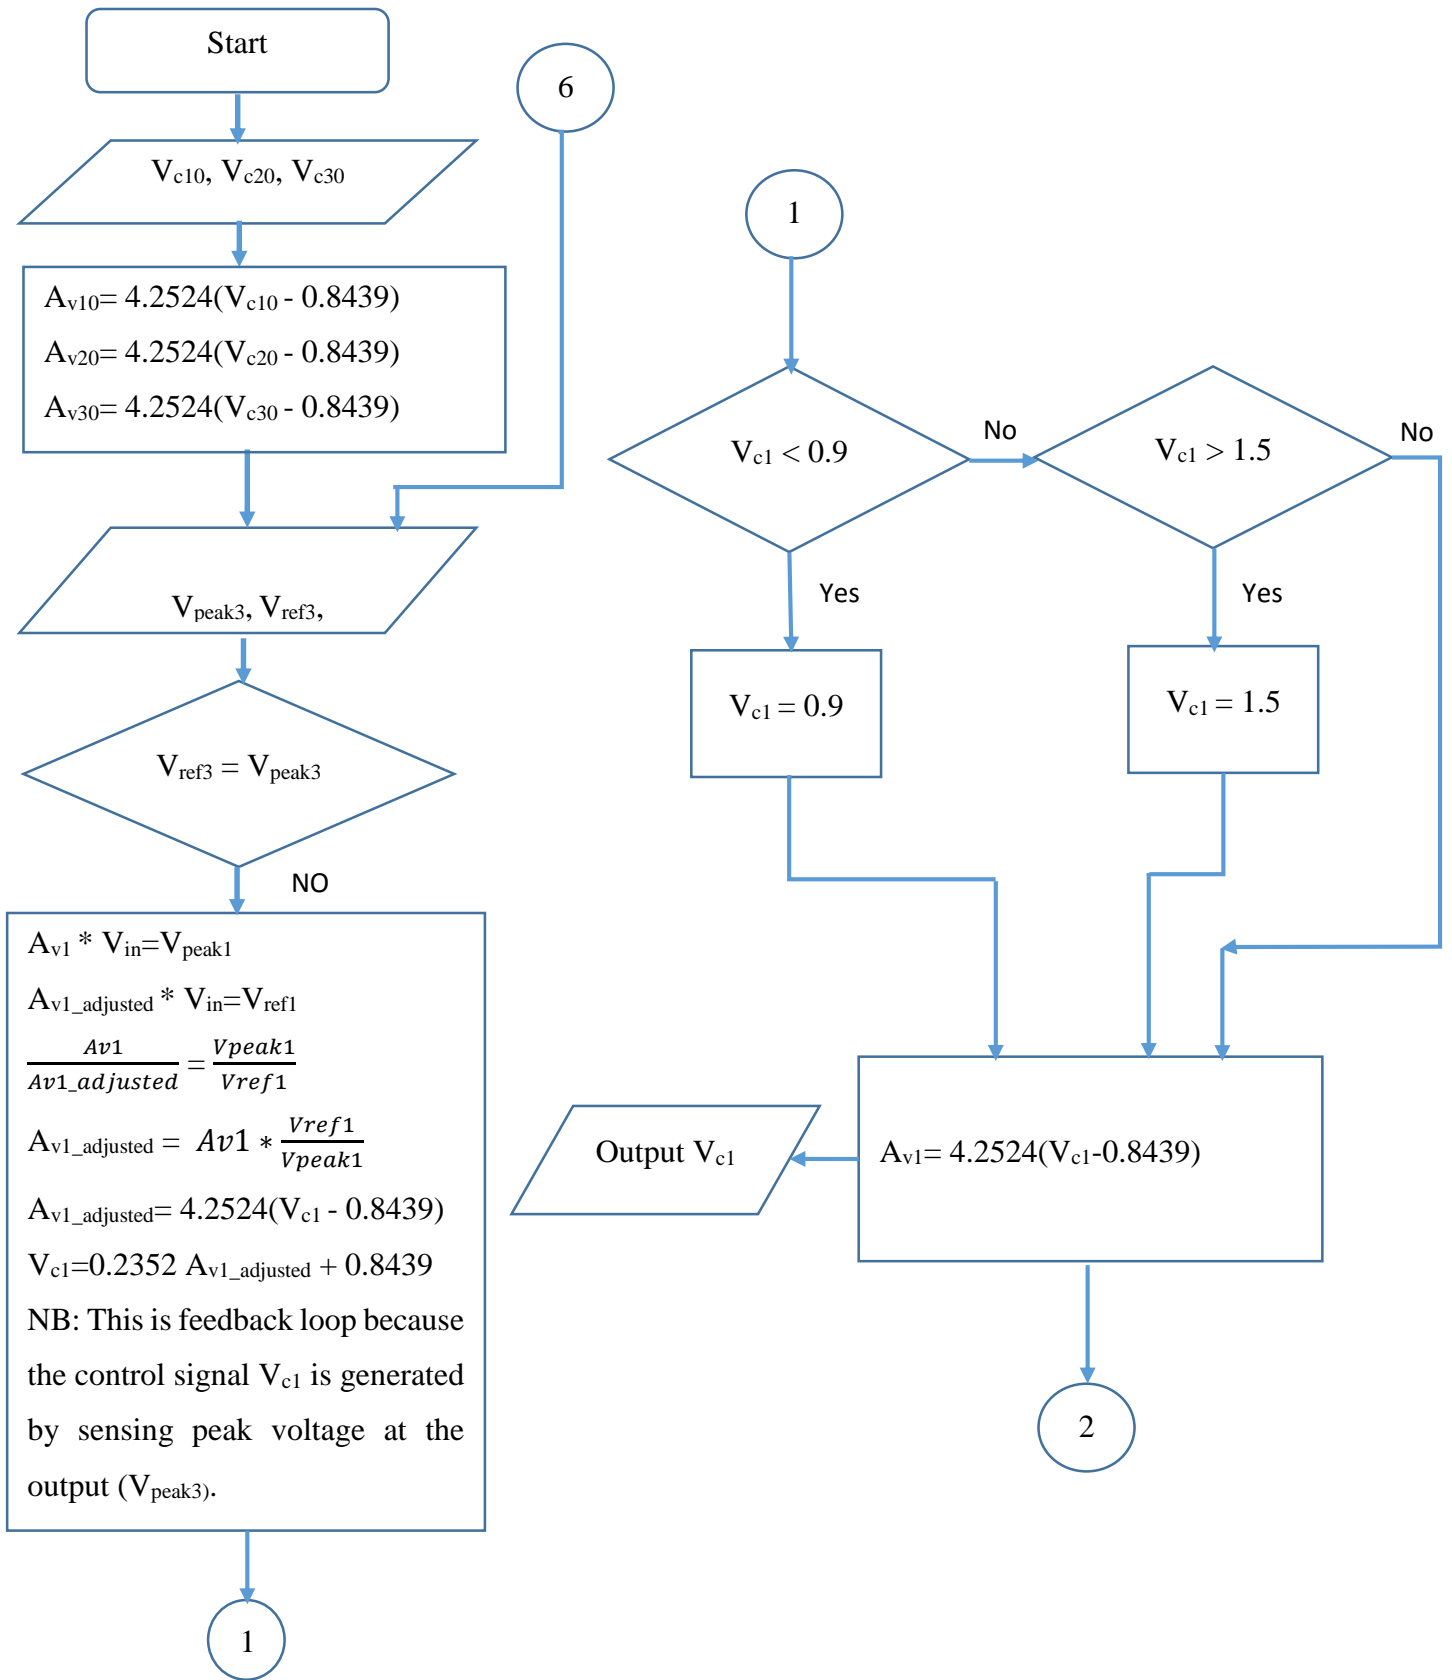 Start
6
Vc10, Vc20, Vc30
Av10= 4.2524(Vc10 - 0.8439)
Av20= 4.2524(Vc20 - 0.8439)
Av30= 4.2524(Vc30 - 0.8439)
Vpeak3, Vref3,
Vref3 = Vpeak3
NO
Av1 * Vin=Vpeak1
Av1_adjusted * Vin=Vref1
Av1/Av1_adjusted = Vpeak1/Vref1
Av1_adjusted = Av1 * Vref1/Vpeak1
Av1_adjusted= 4.2524(Vc1 - 0.8439)
Vc1=0.2352 Av1_adjusted + 0.8439
NB: This is feedback loop because
the control signal Vc1 is generated
by sensing peak voltage at the
output (Vpeak3).
1
1
Vc1 < 0.9
No
Vc1 > 1.5
No
Yes
Yes
Vc1 = 0.9
Vc1 = 1.5
Output Vc1
Av1= 4.2524(Vc1-0.8439)
2